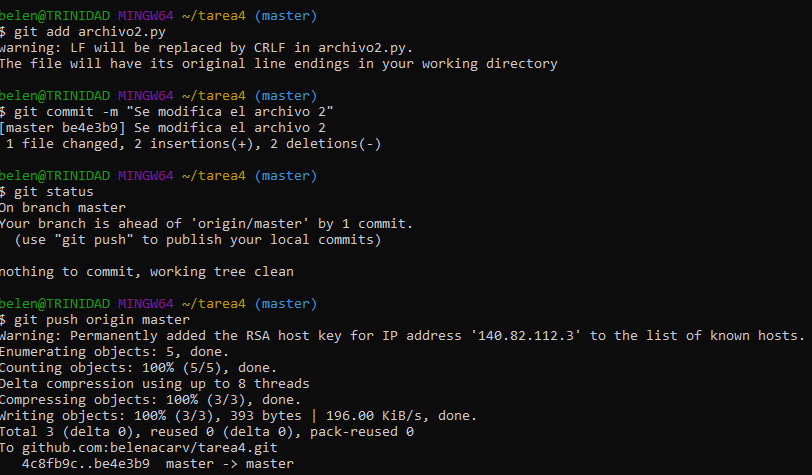 belen@TRINIDAD MINGW64 ~/tarea4 (master)
$ git add archivo2.py
warning: LF will be replaced by CRLF in archivo2.py.
The file will have its original line endings in your working directory
belen@TRINIDAD MINGW64 ~/tarea4 (master)
$ git commit -m "Se modifica el archivo 2"
[master be4e3b9] Se modifica el archivo 2
1 file changed, 2 insertions(+), 2 deletions(-)
belen@TRINIDAD MINGW64 ~/tarea4 (master)
$ git status
On branch master
Your branch is ahead of 'origin/master' by 1 commit.
(use "git push" to publish your local commits)
nothing to commit, working tree clean
belen@TRINIDAD MINGW64 ~/tarea4 (master)
$ git push origin master
Warning: Permanently added the RSA host key for IP address '140.82.112.3' to the list of known hosts.
Enumerating objects: 5, done.
Counting objects: 100% (5/5), done.
Delta compression using up to 8 threads
Compressing objects: 100% (3/3), done.
Writing objects: 100% (3/3), 393 bytes | 196.00 KiB/s, done.
Total 3 (delta 0), reused 0 (delta 0), pack-reused 0
To github.com:belenacarv/tarea4.git
4c8fb9c..be4e3b9  master -> master